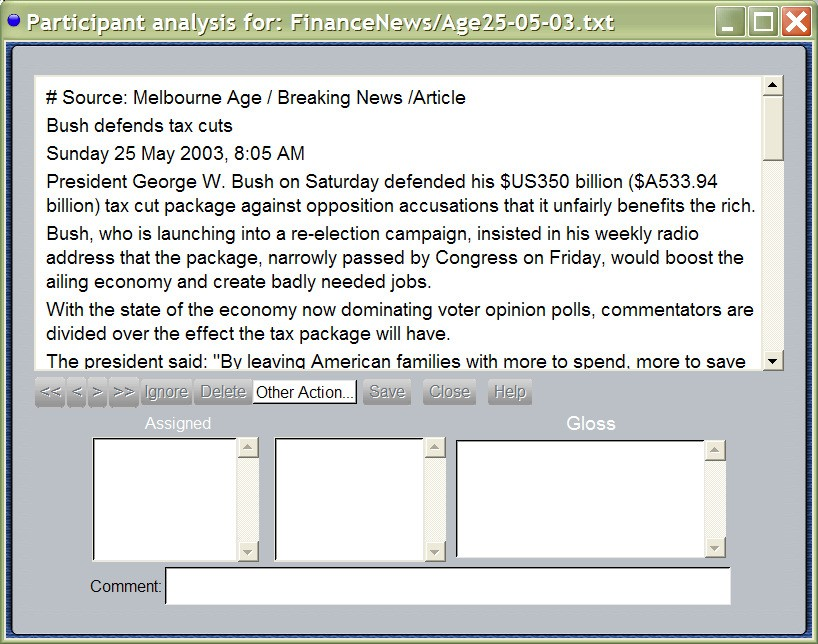 Participant analysis for: FinanceNews/Age25-05-03.txt
# Source: Melbourne Age / Breaking News /Article
Bush defends tax cuts
Sunday 25 May 2003, 8:05 AM
President George W. Bush on Saturday defended his $US350 billion ($A533.94
billion) tax cut package against opposition accusations that it unfairly benefits the rich.
Bush, who is launching into a re-election campaign, insisted in his weekly radio
address that the package, narrowly passed by Congress on Friday, would boost the
ailing economy and create badly needed jobs.
With the state of the economy now dominating voter opinion polls, commentators are
divided over the effect the tax package will have.
The president said: "By leaving American families with more to spend, more to save
<< < > >> Ignore Delete Other Action... Save Close Help
Assigned Gloss
Comment: